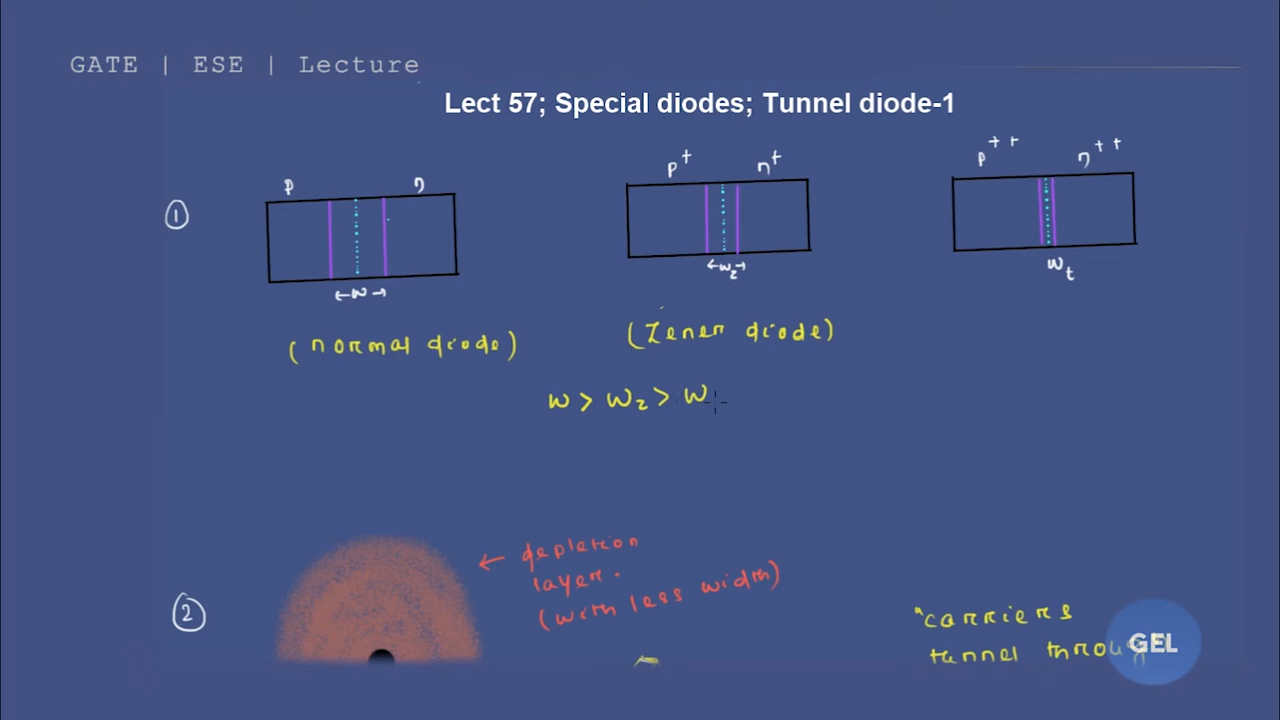 GATE | ESE | Lecture
Lect 57; Special diodes; Tunnel diode-1
p n
p+ n+
p++ n++
1
←w→
←wz→
wt
(normal diode)
(Zener diode)
w > wz > w
2
← depletion
layer.
(with less width)
"carriers
tunnel throug
GEL